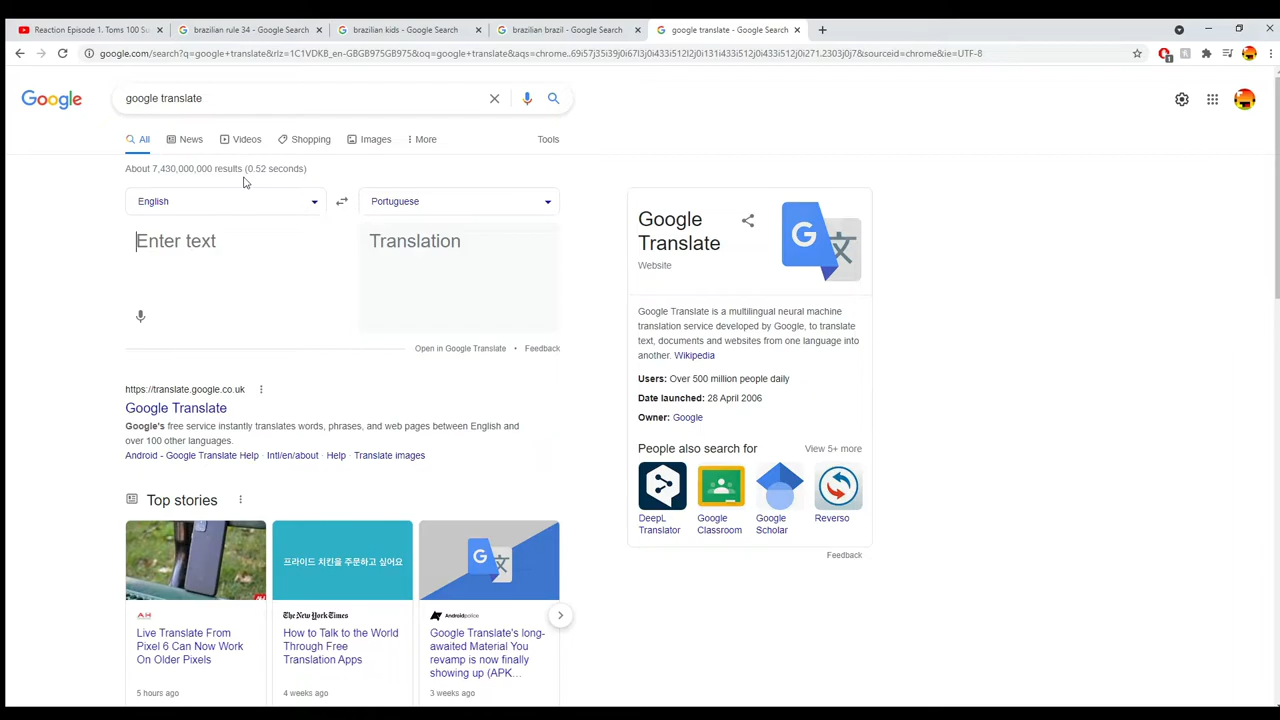 Reaction Episode 1. Toms 100 Su
brazilian rule 34 - Google Search
brazilian kids - Google Search
brazilian brazil - Google Search
google translate - Google Search
google.com/search?q=google+translate&rlz=1C1VDKB_en-GBGB975GB975&oq=google+translate&aqs=chrome..69i57j35i39j0i67l3j0i433i512l2j0i131i433i512j0i433i512j0i271.2303j0j7&sourceid=chrome&ie=UTF-8
Google
google translate
All
News
Videos
Shopping
Images
More
Tools
About 7,430,000,000 results (0.52 seconds)
English
Portuguese
Enter text
Translation
Open in Google Translate • Feedback
https://translate.google.co.uk
Google Translate
Google's free service instantly translates words, phrases, and web pages between English and
over 100 other languages.
Android - Google Translate Help · Intl/en/about · Help · Translate images
Top stories
프라이드 치킨을 주문하고 싶어요
AH
The New York Times
Androidpolice
Live Translate From
Pixel 6 Can Now Work
On Older Pixels
How to Talk to the World
Through Free
Translation Apps
Google Translate's long-
awaited Material You
revamp is now finally
showing up (APK...
5 hours ago
4 weeks ago
3 weeks ago
Google
Translate
Website
G
文
Google Translate is a multilingual neural machine
translation service developed by Google, to translate
text, documents and websites from one language into
another. Wikipedia
Users: Over 500 million people daily
Date launched: 28 April 2006
Owner: Google
People also search for
View 5+ more
DeepL
Translator
Google
Classroom
Google
Scholar
Reverso
Feedback